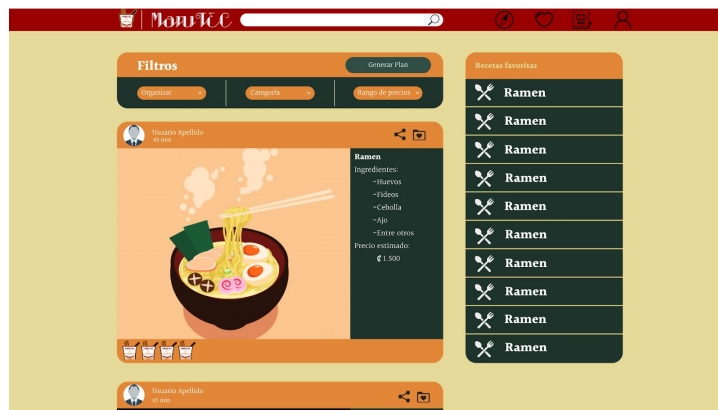 MaruTEC
Filtros
Generar Plan
Organizar
Categoría
Rango de precios
Usuario Apellido
45 min
Ramen
Ingredientes:
-Huevos
-Fideos
-Cebolla
-Ajo
-Entre otros
Precio estimado:
₡ 1.500
Usuario Apellido
45 min
Recetas favoritas
Ramen
Ramen
Ramen
Ramen
Ramen
Ramen
Ramen
Ramen
Ramen
Ramen